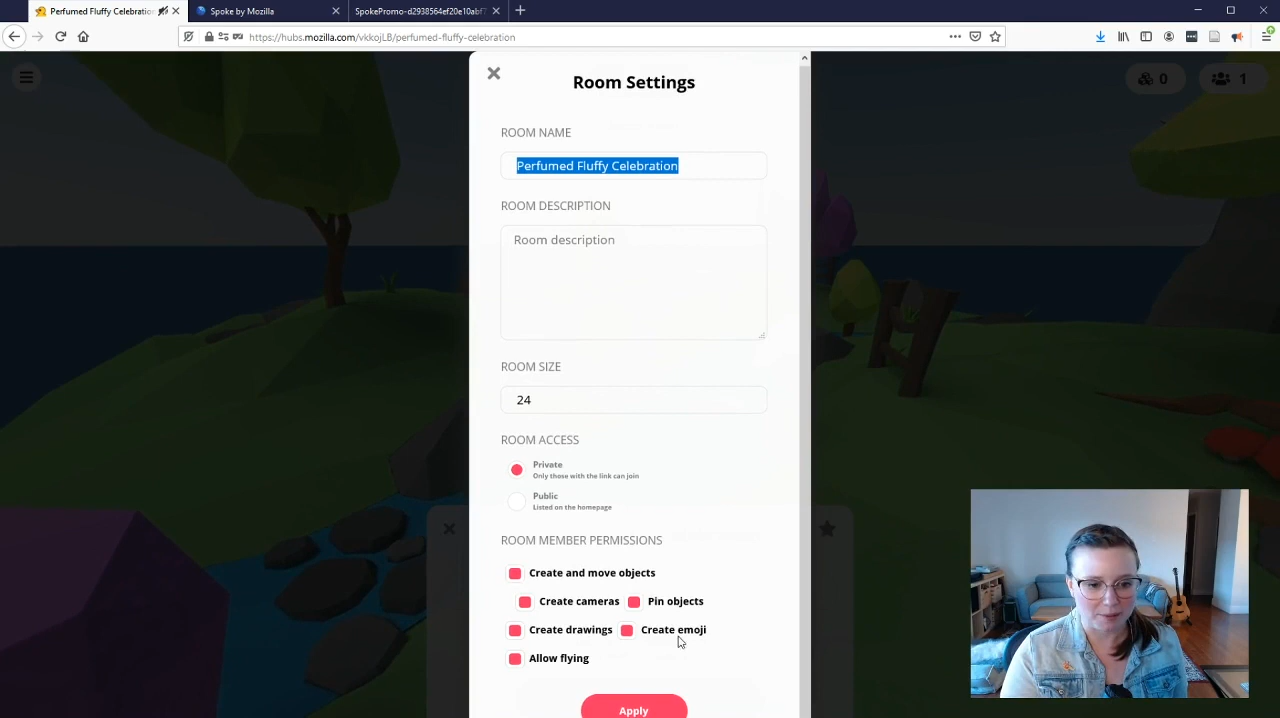 Perfumed Fluffy Celebration
Spoke by Mozilla
SpokePromo-d2938564ef20e10abf7
https://hubs.mozilla.com/vkkojLB/perfumed-fluffy-celebration
0
1
Room Settings
ROOM NAME
Perfumed Fluffy Celebration
ROOM DESCRIPTION
Room description
ROOM SIZE
24
ROOM ACCESS
Private
Only those with the link can join
Public
Listed on the homepage
ROOM MEMBER PERMISSIONS
Create and move objects
Create cameras Pin objects
Create drawings Create emoji
Allow flying
Apply